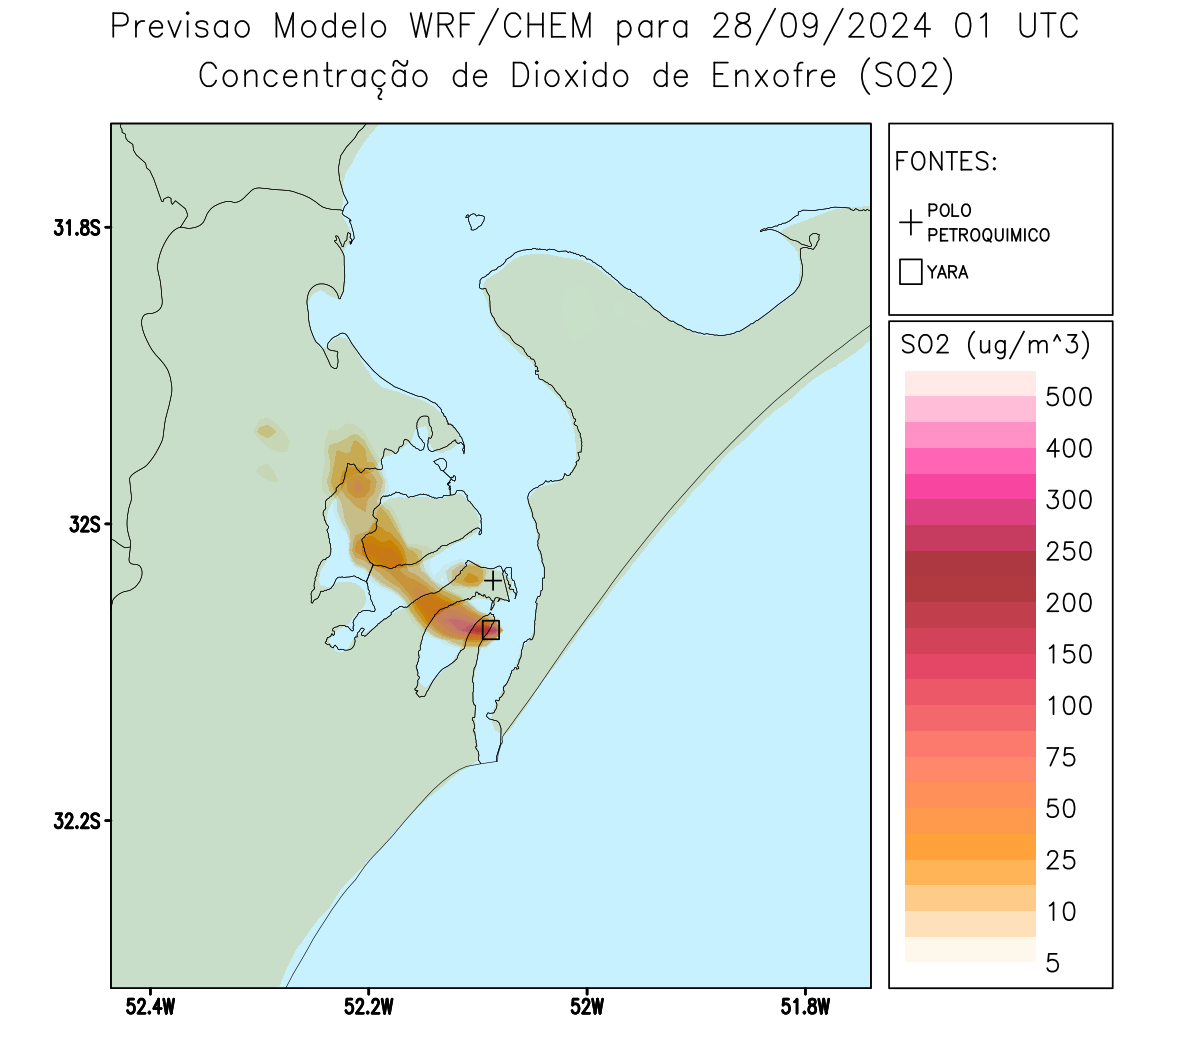 Previsao Modelo WRF/CHEM para 28/09/2024 01 UTC
Concentração de Dioxido de Enxofre (SO2)
FONTES:
POLO
PETROQUIMICO
YARA
SO2 (ug/m^3)
500
400
300
250
200
150
100
75
50
25
10
5
31.8S
32S
32.2S
52.4W
52.2W
52W
51.8W